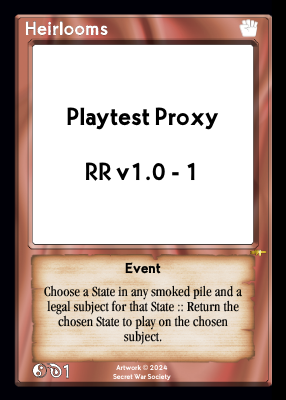 Heirlooms
Playtest Proxy
RR v1.0 - 1
Event
Choose a State in any smoked pile and a
legal subject for that State :: Return the
chosen State to play on the chosen
subject.
1
Artwork © 2024
Secret War Society